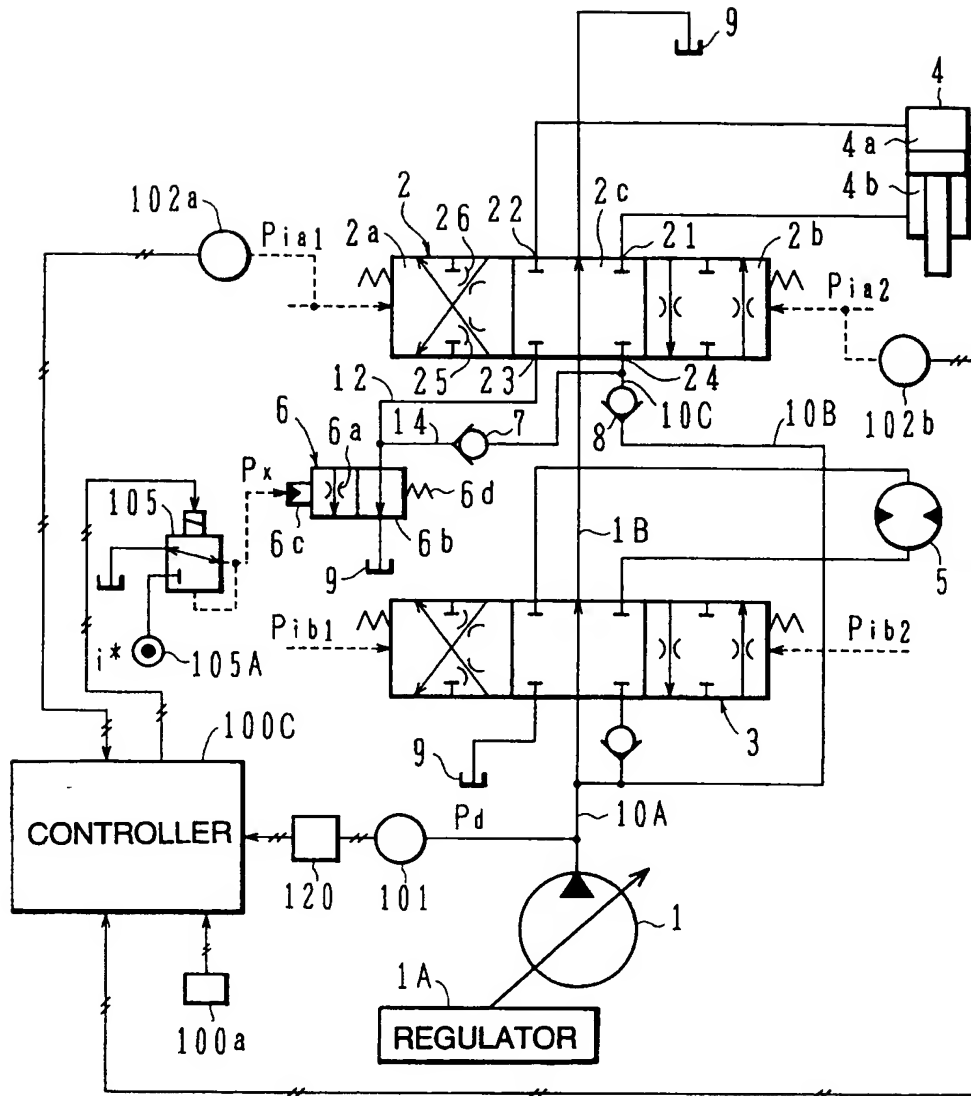 9
4
4a
102a
2
26
22
2c
4b
Pia1
2a
21
2b
Pia2
12
25
23
24
6
14
7
10C
10B
102b
6a
8
Px
105
6d
6c
6b
1B
5
9
Pib1
Pib2
i*
105A
100C
9
3
CONTROLLER
Pd
10A
120
101
1
1A
100a
REGULATOR